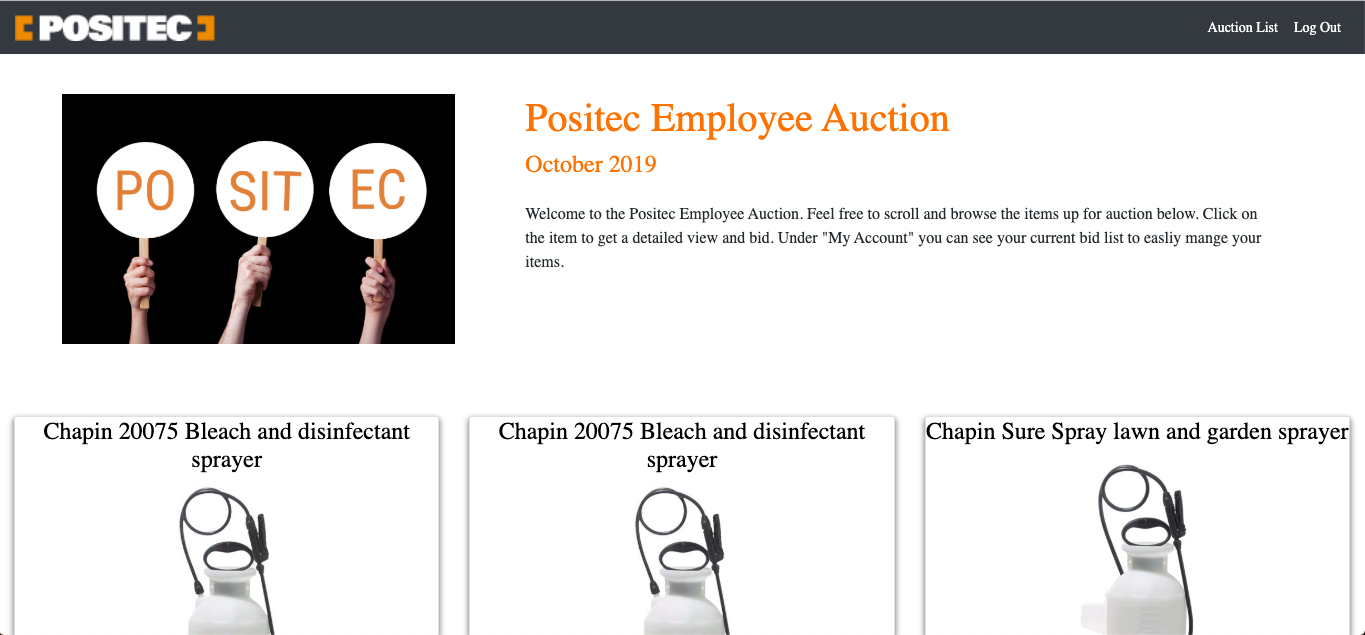 POSITEC
Auction List
Log Out
PO SIT EC
Positec Employee Auction
October 2019
Welcome to the Positec Employee Auction. Feel free to scroll and browse the items up for auction below. Click on
the item to get a detailed view and bid. Under "My Account" you can see your current bid list to easliy mange your
items.
Chapin 20075 Bleach and disinfectant
sprayer
Chapin 20075 Bleach and disinfectant
sprayer
Chapin Sure Spray lawn and garden sprayer